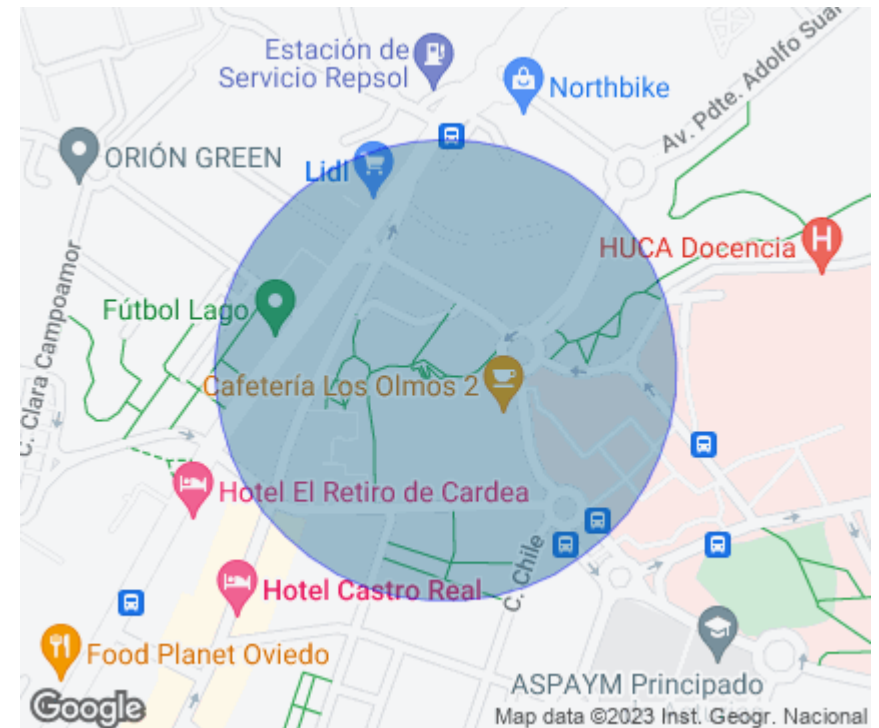 Estación de
Servicio Repsol
Northbike
Av. Pdte. Adolfo Suár
ORIÓN GREEN
Lidl
HUCA Docencia
H
Fútbol Lago
C. Clara Campoamor
Cafetería Los Olmos 2
Hotel El Retiro de Cardea
Hotel Castro Real
C. Chile
Food Planet Oviedo
ASPAYM Principado
Google
Map data ©2023 Inst. Geogr. Nacional